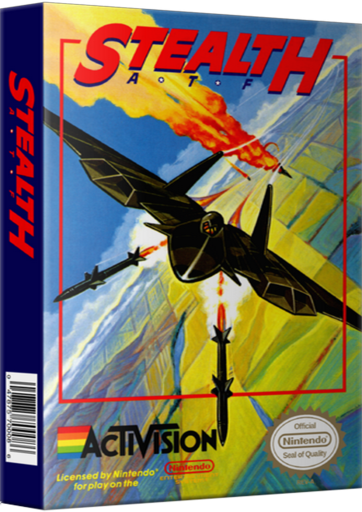 STEALTH
A·T·F
STEALTH
A·T·F
ACTIVISION
Licensed by Nintendo®
for play on the
Nintendo
Official
Nintendo
Seal of Quality